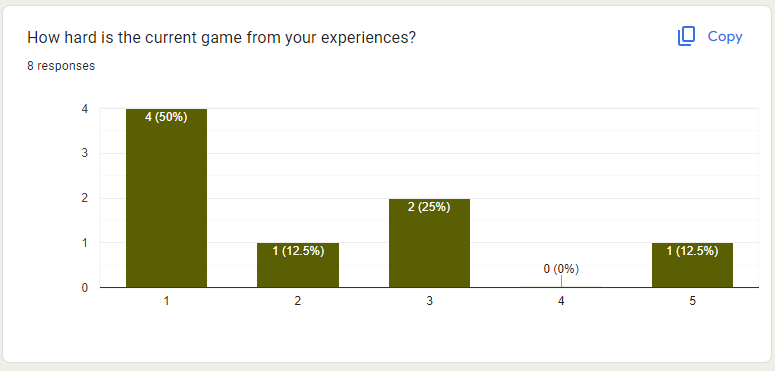 How hard is the current game from your experiences?
Copy
8 responses
4
4 (50%)
3
2
2 (25%)
1
1 (12.5%)
1 (12.5%)
0 (0%)
0
1 2 3 4 5